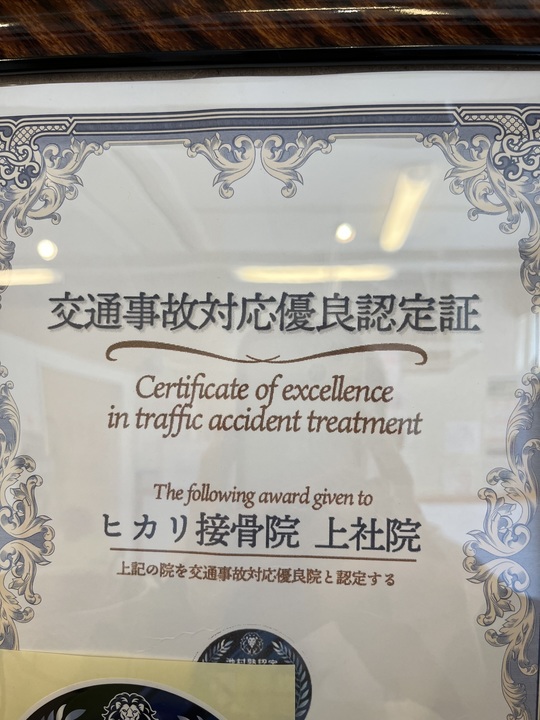 交通事故対応優良認定証
Certificate of excellence
in traffic accident treatment
The following award given to
ヒカリ接骨院 上社院
上記の院を交通事故対応優良院と認定する